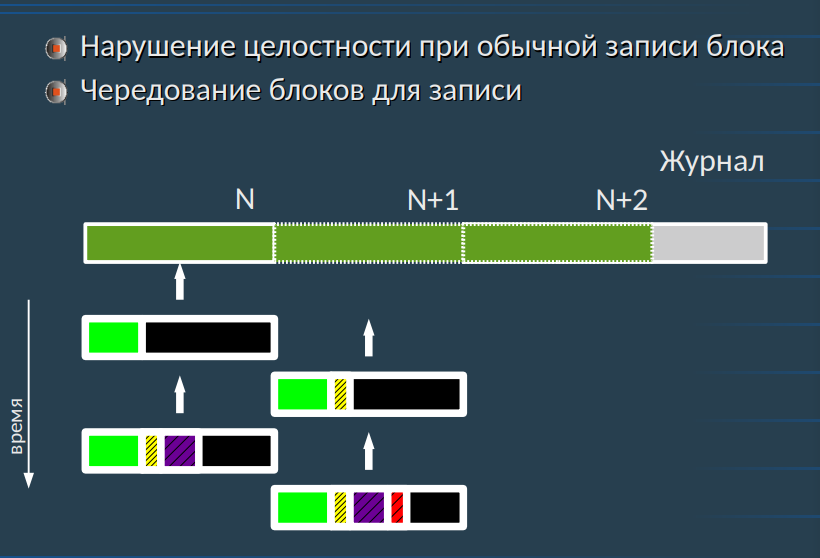 Нарушение целостности при обычной записи блока
Чередование блоков для записи
Журнал
N N+1 N+2
время